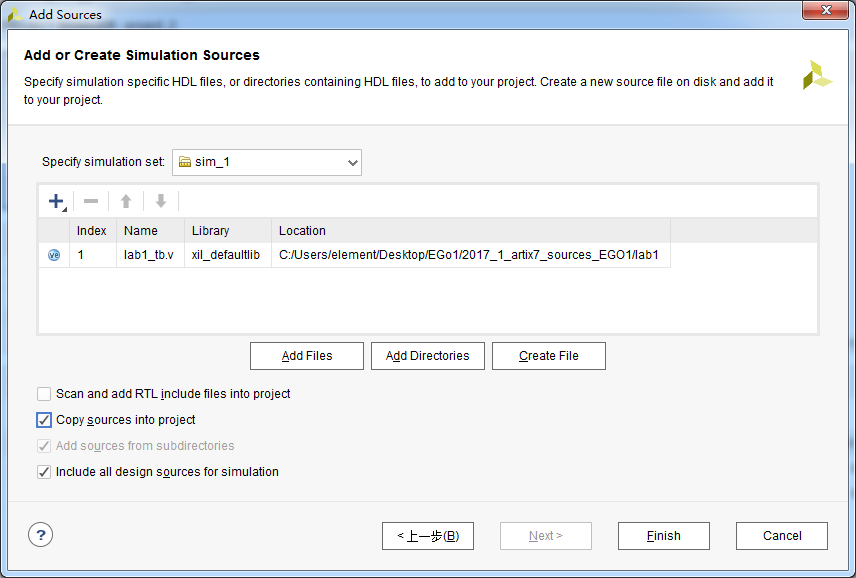 Add Sources
Add or Create Simulation Sources
Specify simulation specific HDL files, or directories containing HDL files, to add to your project. Create a new source file on disk and add it
to your project.
Specify simulation set: sim_1
Index Name Library Location
1 lab1_tb.v xil_defaultlib C:/Users/element/Desktop/EGo1/2017_1_artix7_sources_EGO1/lab1
Add Files Add Directories Create File
Scan and add RTL include files into project
Copy sources into project
Add sources from subdirectories
Include all design sources for simulation
? < 上一步(B) Next > Finish Cancel